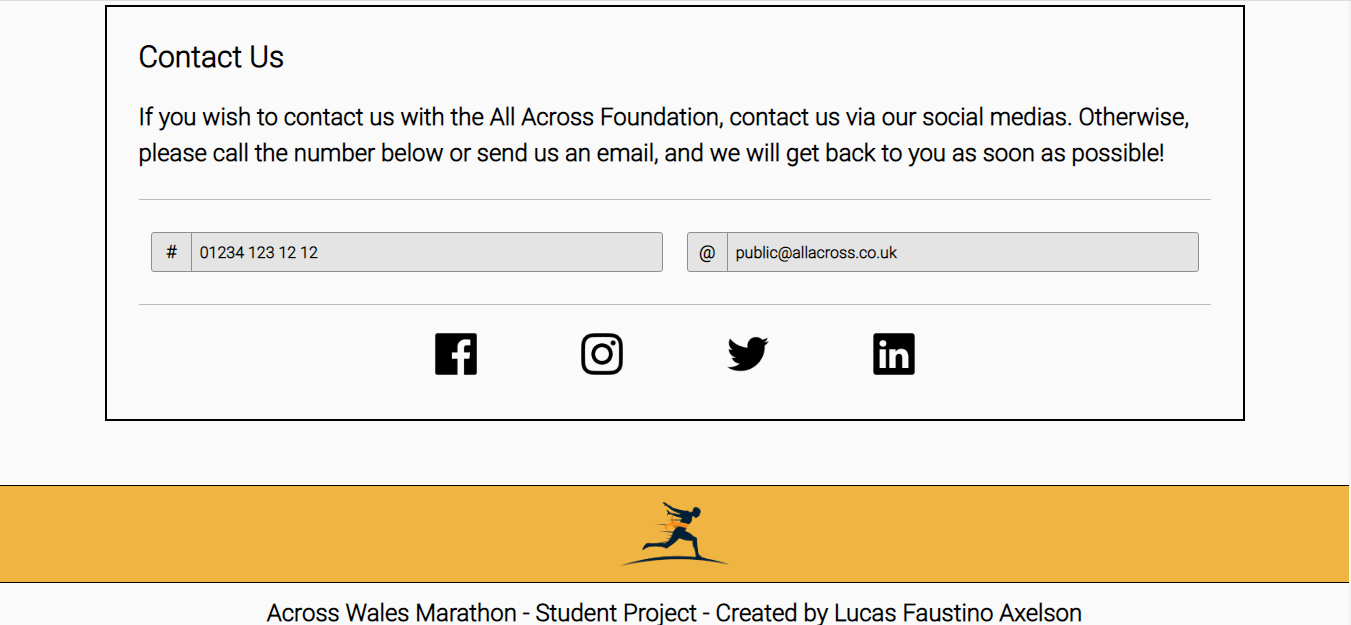 Contact Us
If you wish to contact us with the All Across Foundation, contact us via our social medias. Otherwise,
please call the number below or send us an email, and we will get back to you as soon as possible!
# 01234 123 12 12
@ public@allacross.co.uk
Across Wales Marathon - Student Project - Created by Lucas Faustino Axelson